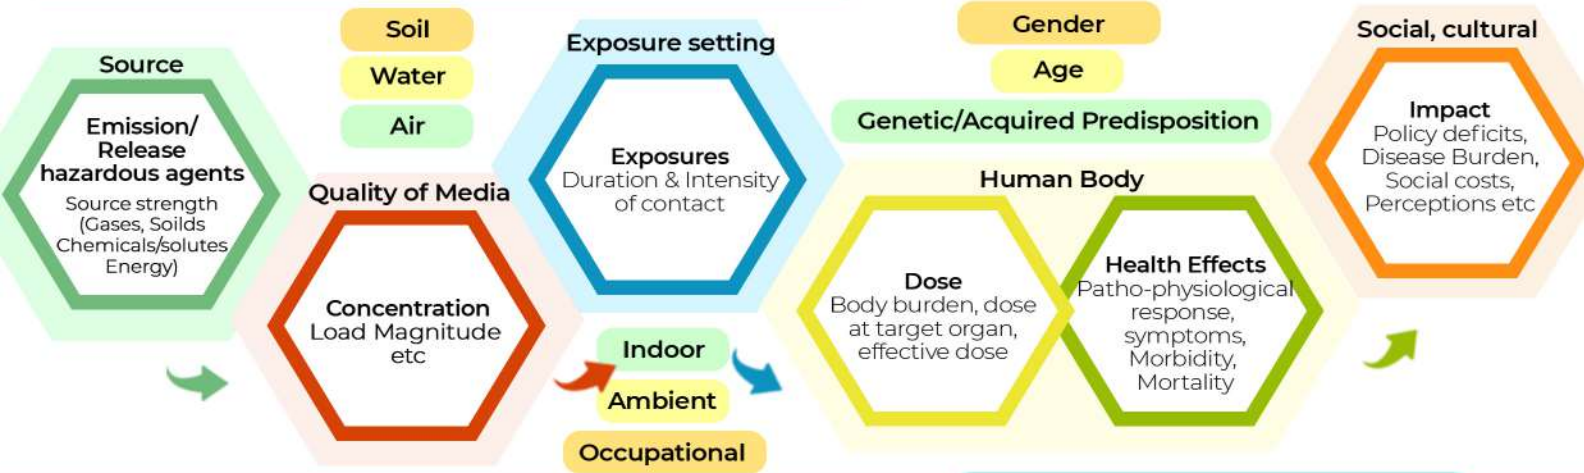 Source
Emission/
Release
hazardous agents
Source strength
(Gases, Soilds
Chemicals/solutes
Energy)
Soil
Water
Air
Quality of Media
Concentration
Load Magnitude
etc
Exposure setting
Exposures
Duration & Intensity
of contact
Indoor
Ambient
Occupational
Gender
Age
Genetic/Acquired Predisposition
Human Body
Dose
Body burden, dose
at target organ,
effective dose
Health Effects
Patho-physiological
response,
symptoms,
Morbidity,
Mortality
Social, cultural
Impact
Policy deficits,
Disease Burden,
Social costs,
Perceptions etc